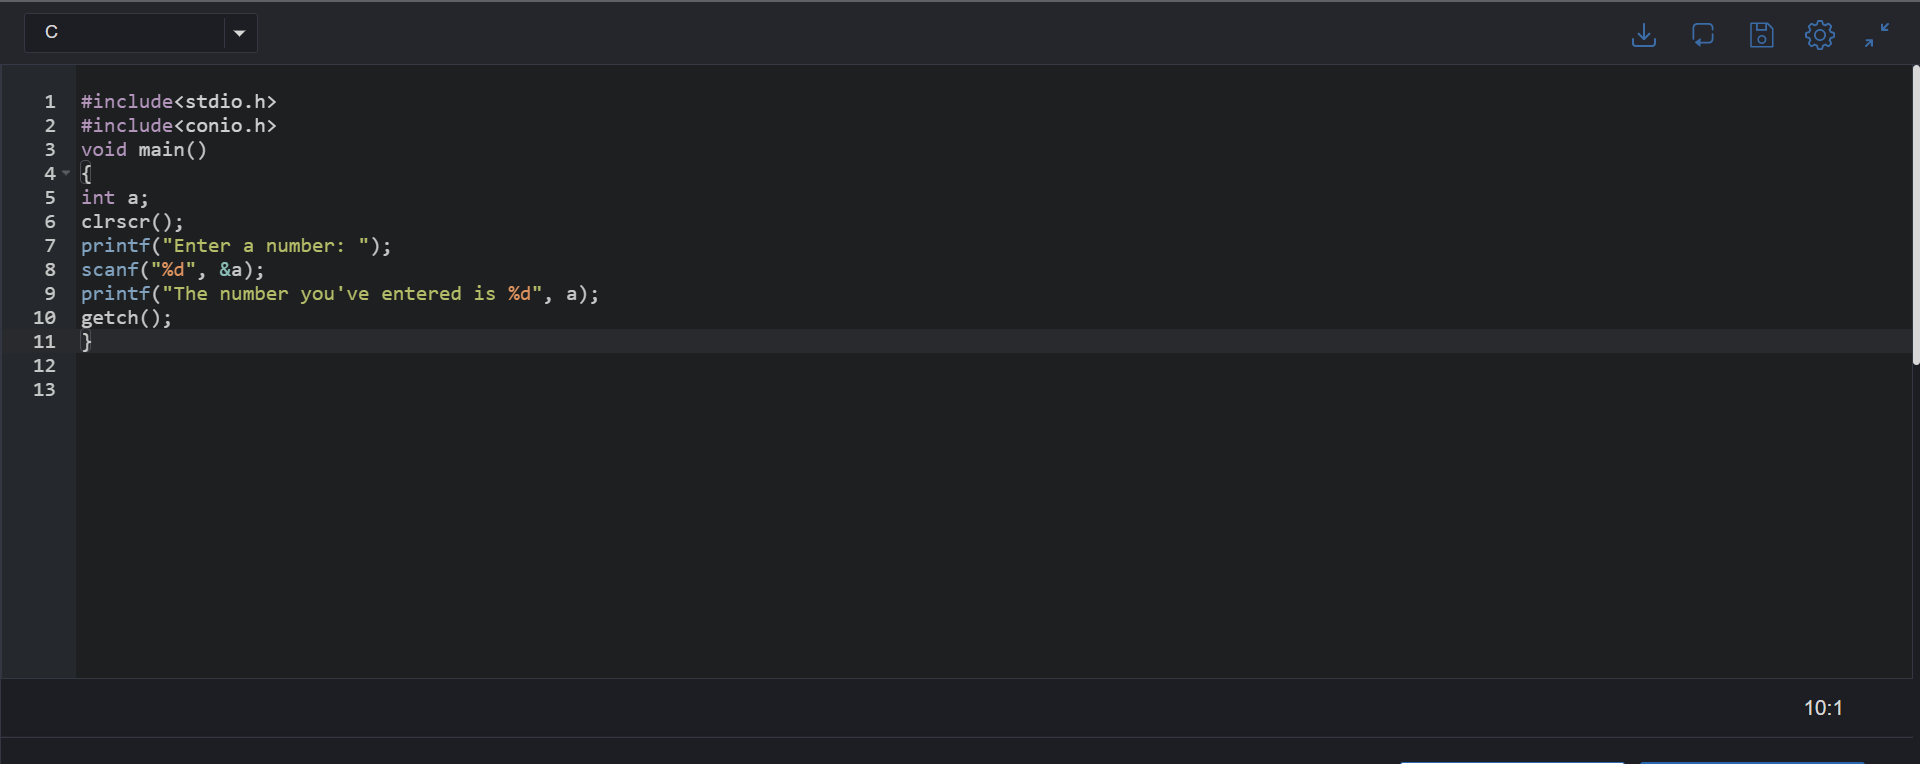 C
1 #include<stdio.h>
2 #include<conio.h>
3 void main()
4 {
5 int a;
6 clrscr();
7 printf("Enter a number: ");
8 scanf("%d", &a);
9 printf("The number you've entered is %d", a);
10 getch();
11 }
12
13
10:1